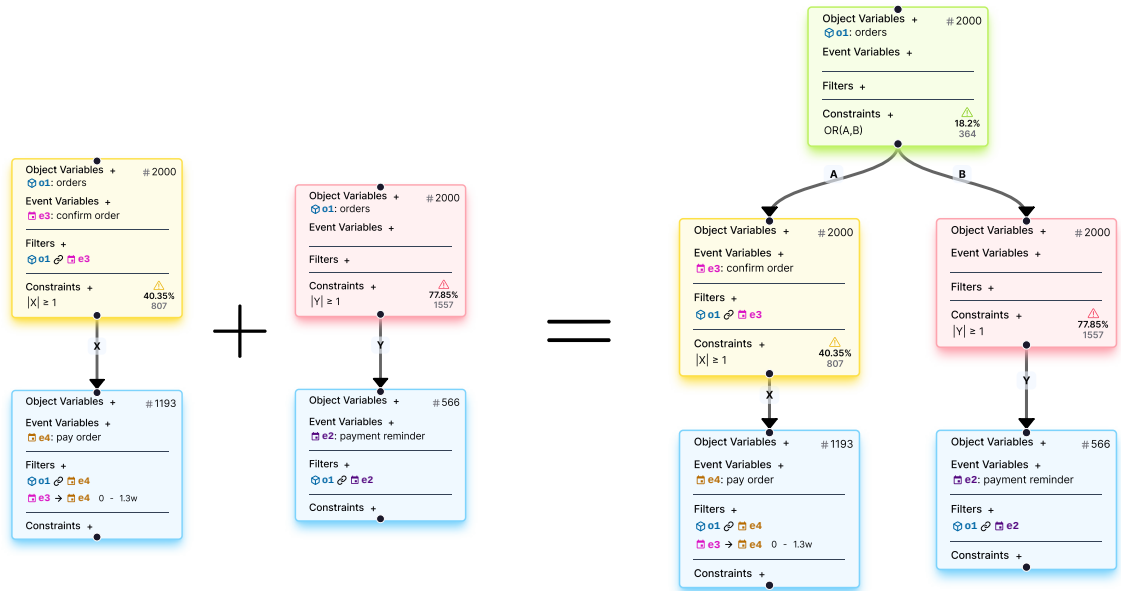 Object Variables + #2000
o1: orders
Event Variables +
e3: confirm order
Filters +
o1 e3
Constraints +
|X| ≥ 1
40.35%
807
X
Object Variables + #1193
Event Variables +
e4: pay order
Filters +
o1 e4
e3 → e4 0 - 1.3w
Constraints +
+
Object Variables + #2000
o1: orders
Event Variables +
Filters +
Constraints +
|Y| ≥ 1
77.85%
1557
Y
Object Variables + #566
Event Variables +
e2: payment reminder
Filters +
o1 e2
Constraints +
=
Object Variables + #2000
o1: orders
Event Variables +
Filters +
Constraints +
OR(A,B)
18.2%
364
A
B
Object Variables + #2000
Event Variables +
e3: confirm order
Filters +
o1 e3
Constraints +
|X| ≥ 1
40.35%
807
X
Object Variables + #1193
Event Variables +
e4: pay order
Filters +
o1 e4
e3 → e4 0 - 1.3w
Constraints +
Object Variables + #2000
Event Variables +
Filters +
Constraints +
|Y| ≥ 1
77.85%
1557
Y
Object Variables + #566
Event Variables +
e2: payment reminder
Filters +
o1 e2
Constraints +